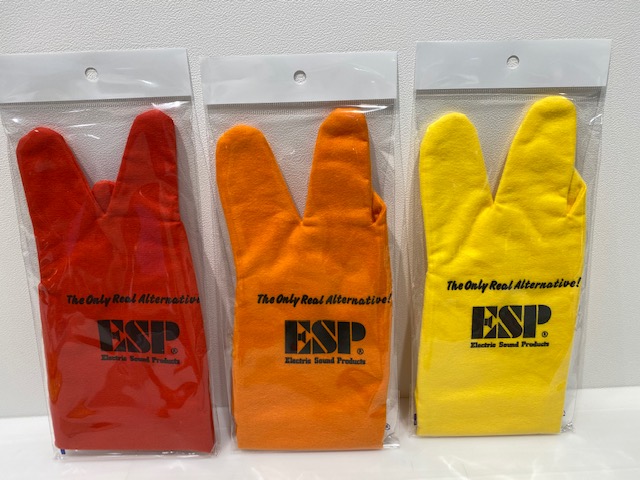 The Only Real Alternative!
ESP®
Electric Sound Products
The Only Real Alternative!
ESP®
Electric Sound Products
The Only Real Alternative!
ESP®
Electric Sound Products